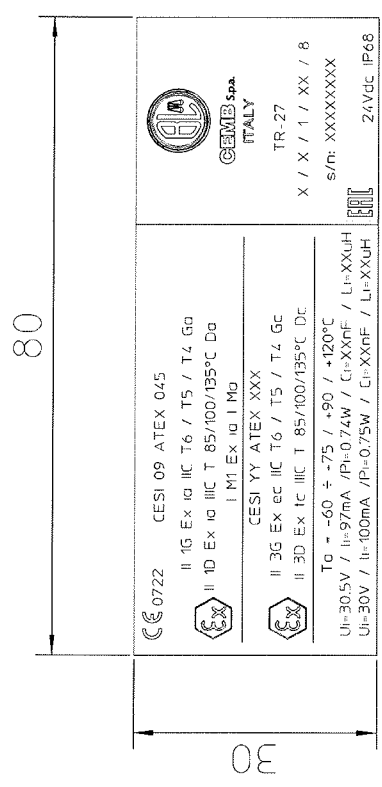 80
30
CE 0722 CESI 09 ATEX 045
Ex
II 1G Ex ia IIC T6 / T5 / T4 Ga
II 1D Ex ia IIIC T 85/100/135°C Da
I M1 Ex ia I Ma
CESI YY ATEX XXX
Ex
II 3G Ex ec IIC T6 / T5 / T4 Gc
II 3D Ex tc IIIC T 85/100/135°C Dc
Ta = -60 ÷ +75 / +90 / +120°C
Ui=30.5V / Ii=97mA /Pi=0.74W / Ci=XXnF / Li=XXuH
Ui=30V / Ii=100mA /Pi=0.75W / Ci=XXnF / Li=XXuH
CEMB S.p.a.
ITALY
TR-27
X / X / 1 / XX / 8
s/n: XXXXXXXX
EAC
24Vdc IP68